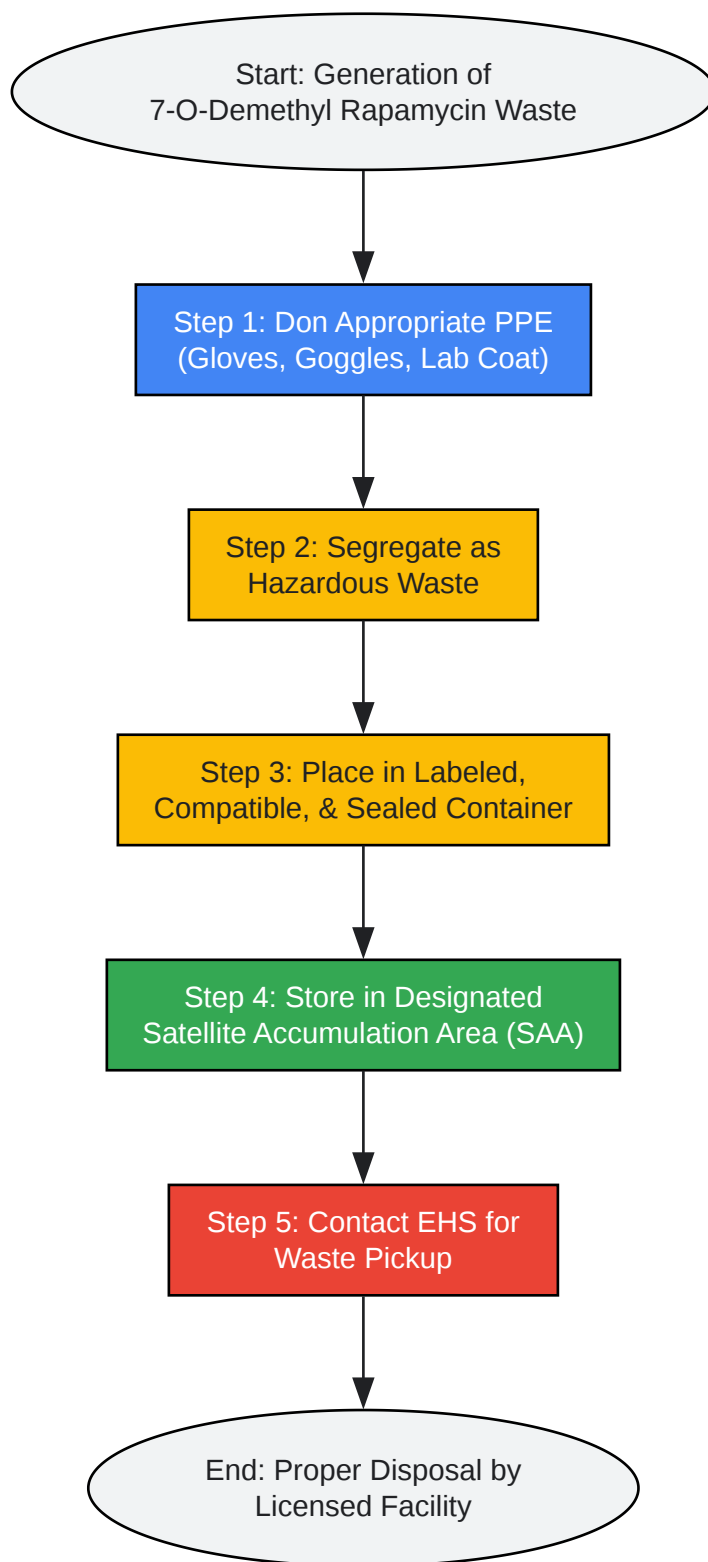 Start: Generation of
7-O-Demethyl Rapamycin Waste
Step 1: Don Appropriate PPE
(Gloves, Goggles, Lab Coat)
Step 2: Segregate as
Hazardous Waste
Step 3: Place in Labeled,
Compatible, & Sealed Container
Step 4: Store in Designated
Satellite Accumulation Area (SAA)
Step 5: Contact EHS for
Waste Pickup
End: Proper Disposal by
Licensed Facility